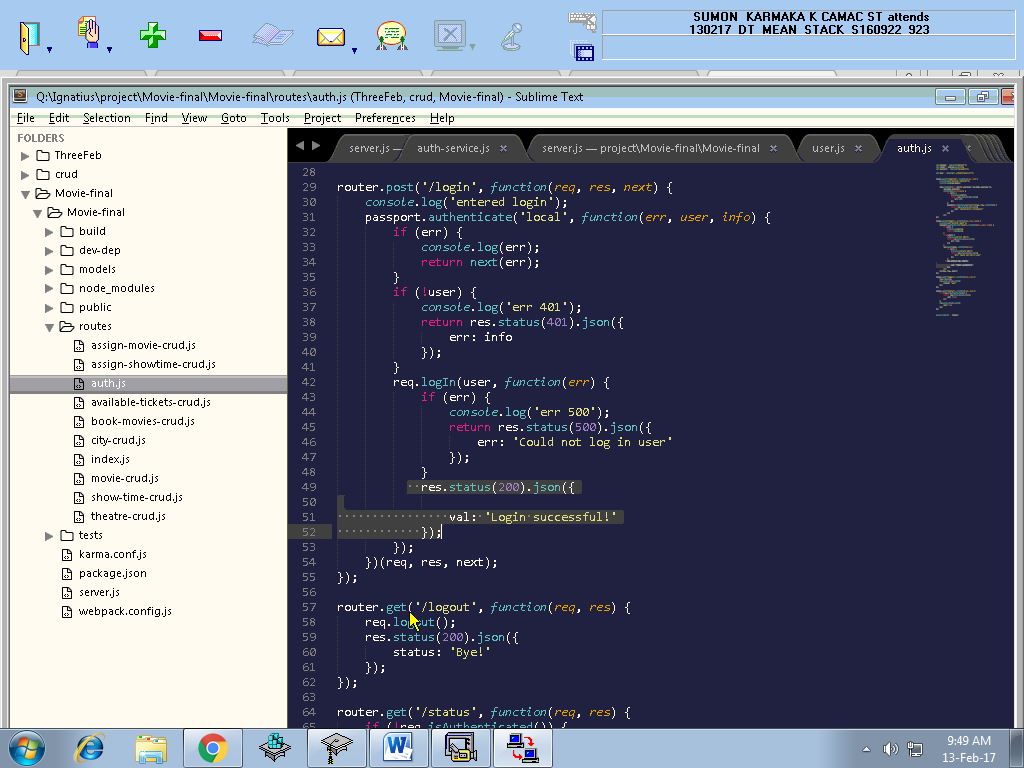 SUMON KARMAKA K CAMAC ST attends
130217 DT MEAN STACK S160922 923
Q:\Ignatius\project\Movie-final\Movie-final\routes\auth.js (ThreeFeb, crud, Movie-final) - Sublime Text
File Edit Selection Find View Goto Tools Project Preferences Help
FOLDERS
ThreeFeb
crud
Movie-final
Movie-final
build
dev-dep
models
node_modules
public
routes
assign-movie-crud.js
assign-showtime-crud.js
auth.js
available-tickets-crud.js
book-movies-crud.js
city-crud.js
index.js
movie-crud.js
show-time-crud.js
theatre-crud.js
tests
karma.conf.js
package.json
server.js
webpack.config.js
server.js — auth-service.js × server.js — project\Movie-final\Movie-final × user.js × auth.js ×
28
29 router.post('/login', function(req, res, next) {
30 console.log('entered login');
31 passport.authenticate('local', function(err, user, info) {
32 if (err) {
33 console.log(err);
34 return next(err);
35 }
36 if (!user) {
37 console.log('err 401');
38 return res.status(401).json({
39 err: info
40 });
41 }
42 req.logIn(user, function(err) {
43 if (err) {
44 console.log('err 500');
45 return res.status(500).json({
46 err: 'Could not log in user'
47 });
48 }
49 res.status(200).json({
50
51 val: 'Login successful!'
52 });
53 });
54 })(req, res, next);
55 });
56
57 router.get('/logout', function(req, res) {
58 req.logout();
59 res.status(200).json({
60 status: 'Bye!'
61 });
62 });
63
64 router.get('/status', function(req, res) {
65 if (!req.isAuthenticated()) {
9:49 AM
13-Feb-17